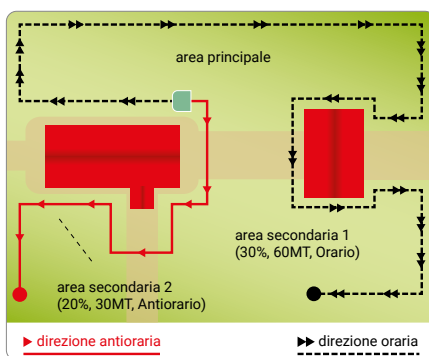 area principale
area secondaria 1
(30%, 60MT, Orario)
area secondaria 2
(20%, 30MT, Antiorario)
direzione antioraria
direzione oraria